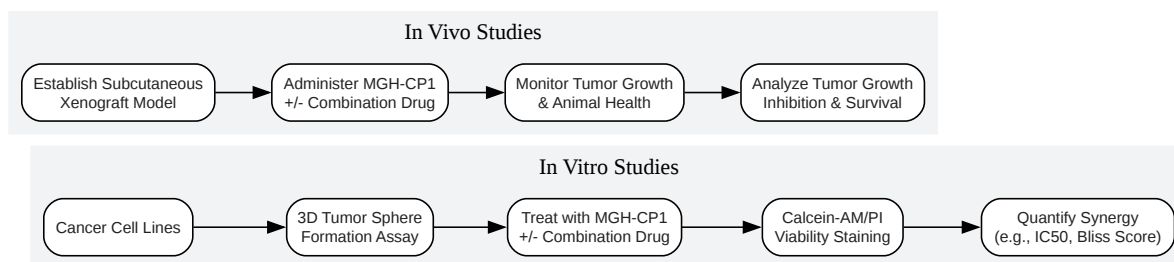 In Vivo Studies
Establish Subcutaneous
Xenograft Model
Administer MGH-CP1
+/- Combination Drug
Monitor Tumor Growth
& Animal Health
Analyze Tumor Growth
Inhibition & Survival
In Vitro Studies
Cancer Cell Lines
3D Tumor Sphere
Formation Assay
Treat with MGH-CP1
+/- Combination Drug
Calcein-AM/PI
Viability Staining
Quantify Synergy
(e.g., IC50, Bliss Score)